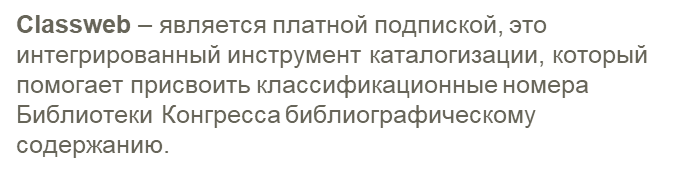 Classweb – является платной подпиской, это
интегрированный инструмент каталогизации, который
помогает присвоить классификационные номера
Библиотеки Конгресса библиографическому
содержанию.